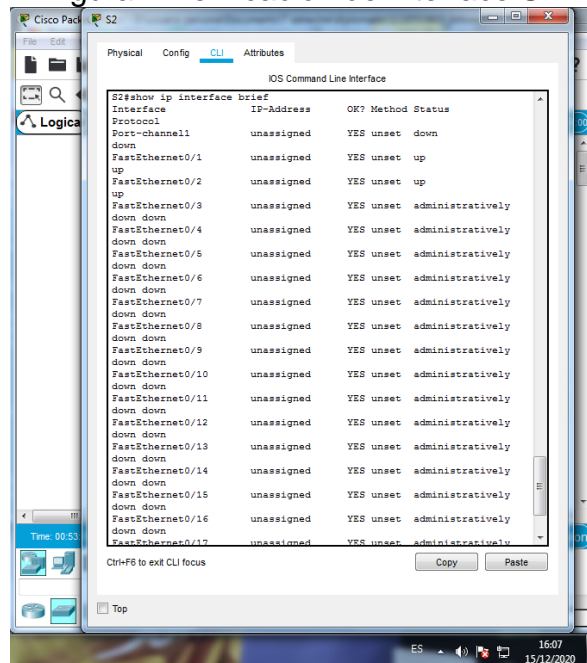 Cisco Pack
S2
File Edit
Physical Config CLI Attributes
IOS Command Line Interface
Logica
S2#show ip interface brief
Interface IP-Address OK? Method Status
Protocol
Port-channel1 unassigned YES unset down
down
FastEthernet0/1 unassigned YES unset up
up
FastEthernet0/2 unassigned YES unset up
up
FastEthernet0/3 unassigned YES unset administratively
down down
FastEthernet0/4 unassigned YES unset administratively
down down
FastEthernet0/5 unassigned YES unset administratively
down down
FastEthernet0/6 unassigned YES unset administratively
down down
FastEthernet0/7 unassigned YES unset administratively
down down
FastEthernet0/8 unassigned YES unset administratively
down down
FastEthernet0/9 unassigned YES unset administratively
down down
FastEthernet0/10 unassigned YES unset administratively
down down
FastEthernet0/11 unassigned YES unset administratively
down down
FastEthernet0/12 unassigned YES unset administratively
down down
FastEthernet0/13 unassigned YES unset administratively
down down
FastEthernet0/14 unassigned YES unset administratively
down down
FastEthernet0/15 unassigned YES unset administratively
down down
FastEthernet0/16 unassigned YES unset administratively
down down
FastEthernet0/17 unassigned YES unset administratively
Time: 00:53
Ctrl+F6 to exit CLI focus
Copy Paste
Top
ES 16:07
15/12/2020